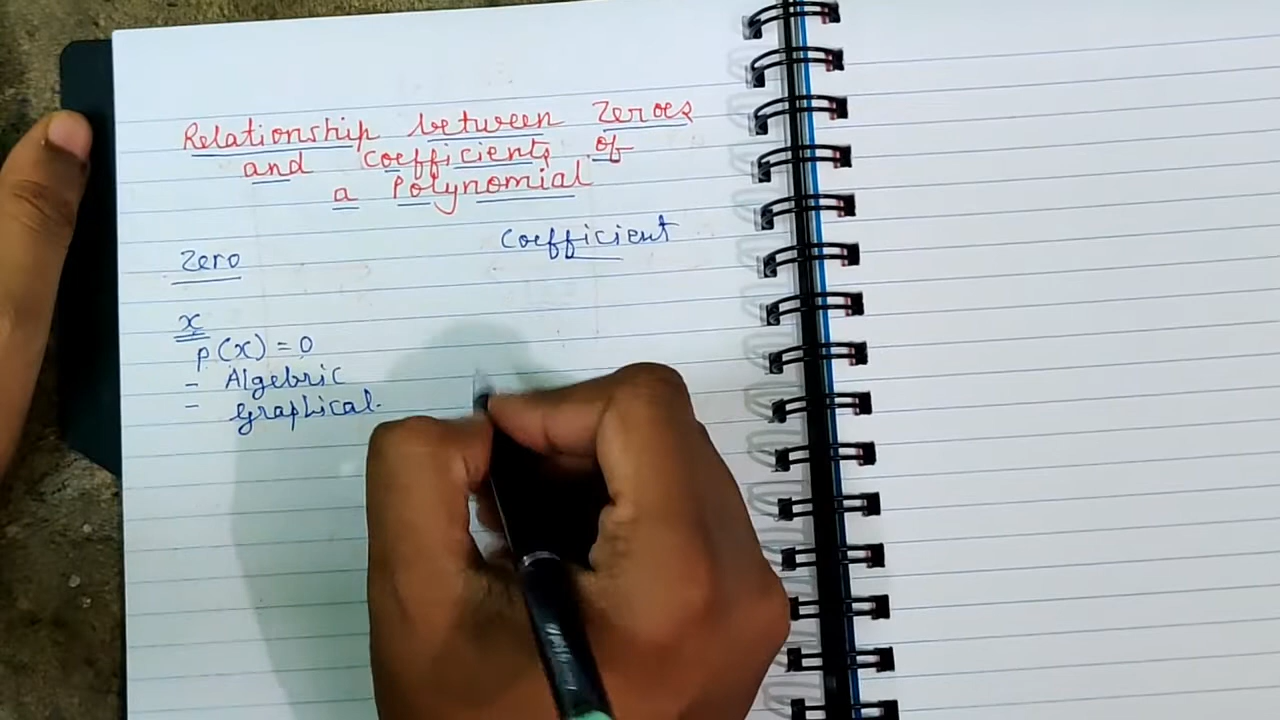 Relationship between Zeroes
and Coefficients of
a Polynomial
Zero
Coefficient
x
p(x) = 0
- Algebric
- Graphical.